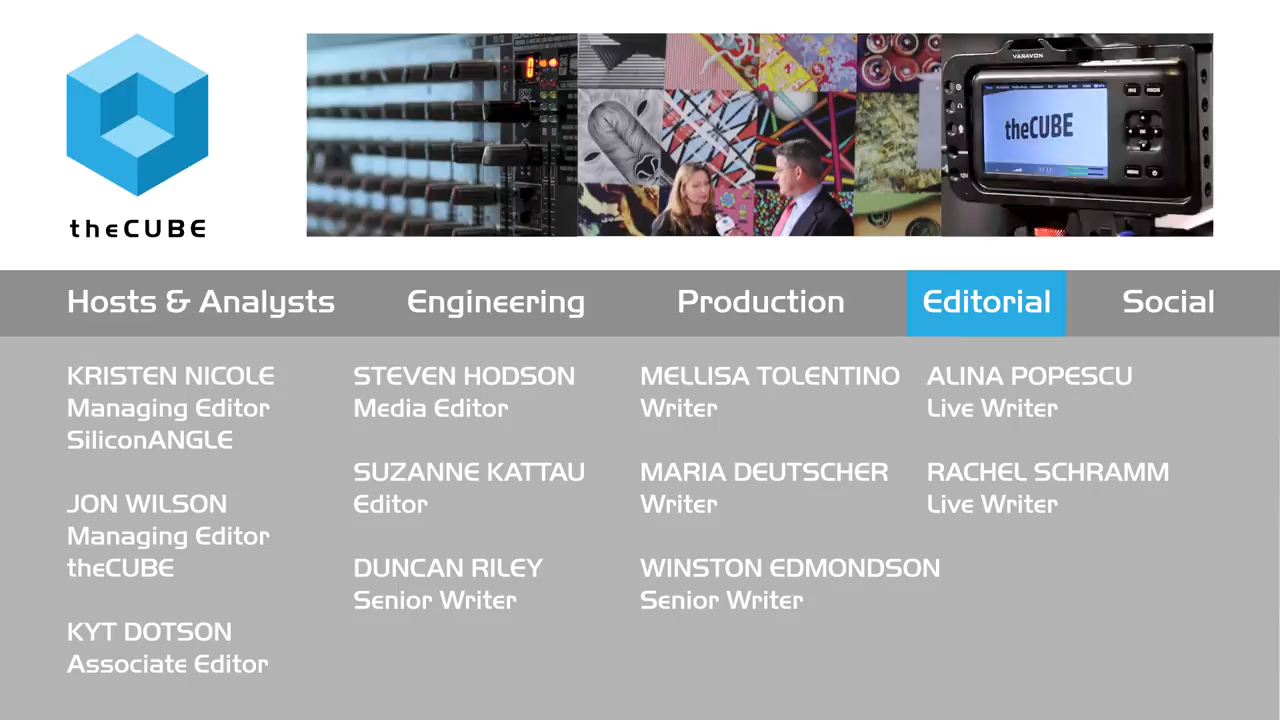 theCUBE
VARAVON
theCUBE
Hosts & Analysts
Engineering
Production
Editorial
Social
KRISTEN NICOLE
Managing Editor
SiliconANGLE
JON WILSON
Managing Editor
theCUBE
KYT DOTSON
Associate Editor
STEVEN HODSON
Media Editor
SUZANNE KATTAU
Editor
DUNCAN RILEY
Senior Writer
MELLISA TOLENTINO
Writer
MARIA DEUTSCHER
Writer
WINSTON EDMONDSON
Senior Writer
ALINA POPESCU
Live Writer
RACHEL SCHRAMM
Live Writer